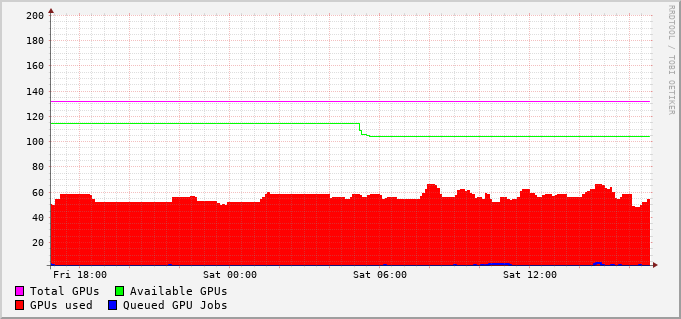 200
180
160
140
120
100
80
60
40
20
Fri 18:00 Sat 00:00 Sat 06:00 Sat 12:00
Total GPUs Available GPUs
GPUs used Queued GPU Jobs
RRDTOOL / TOBI OETIKER